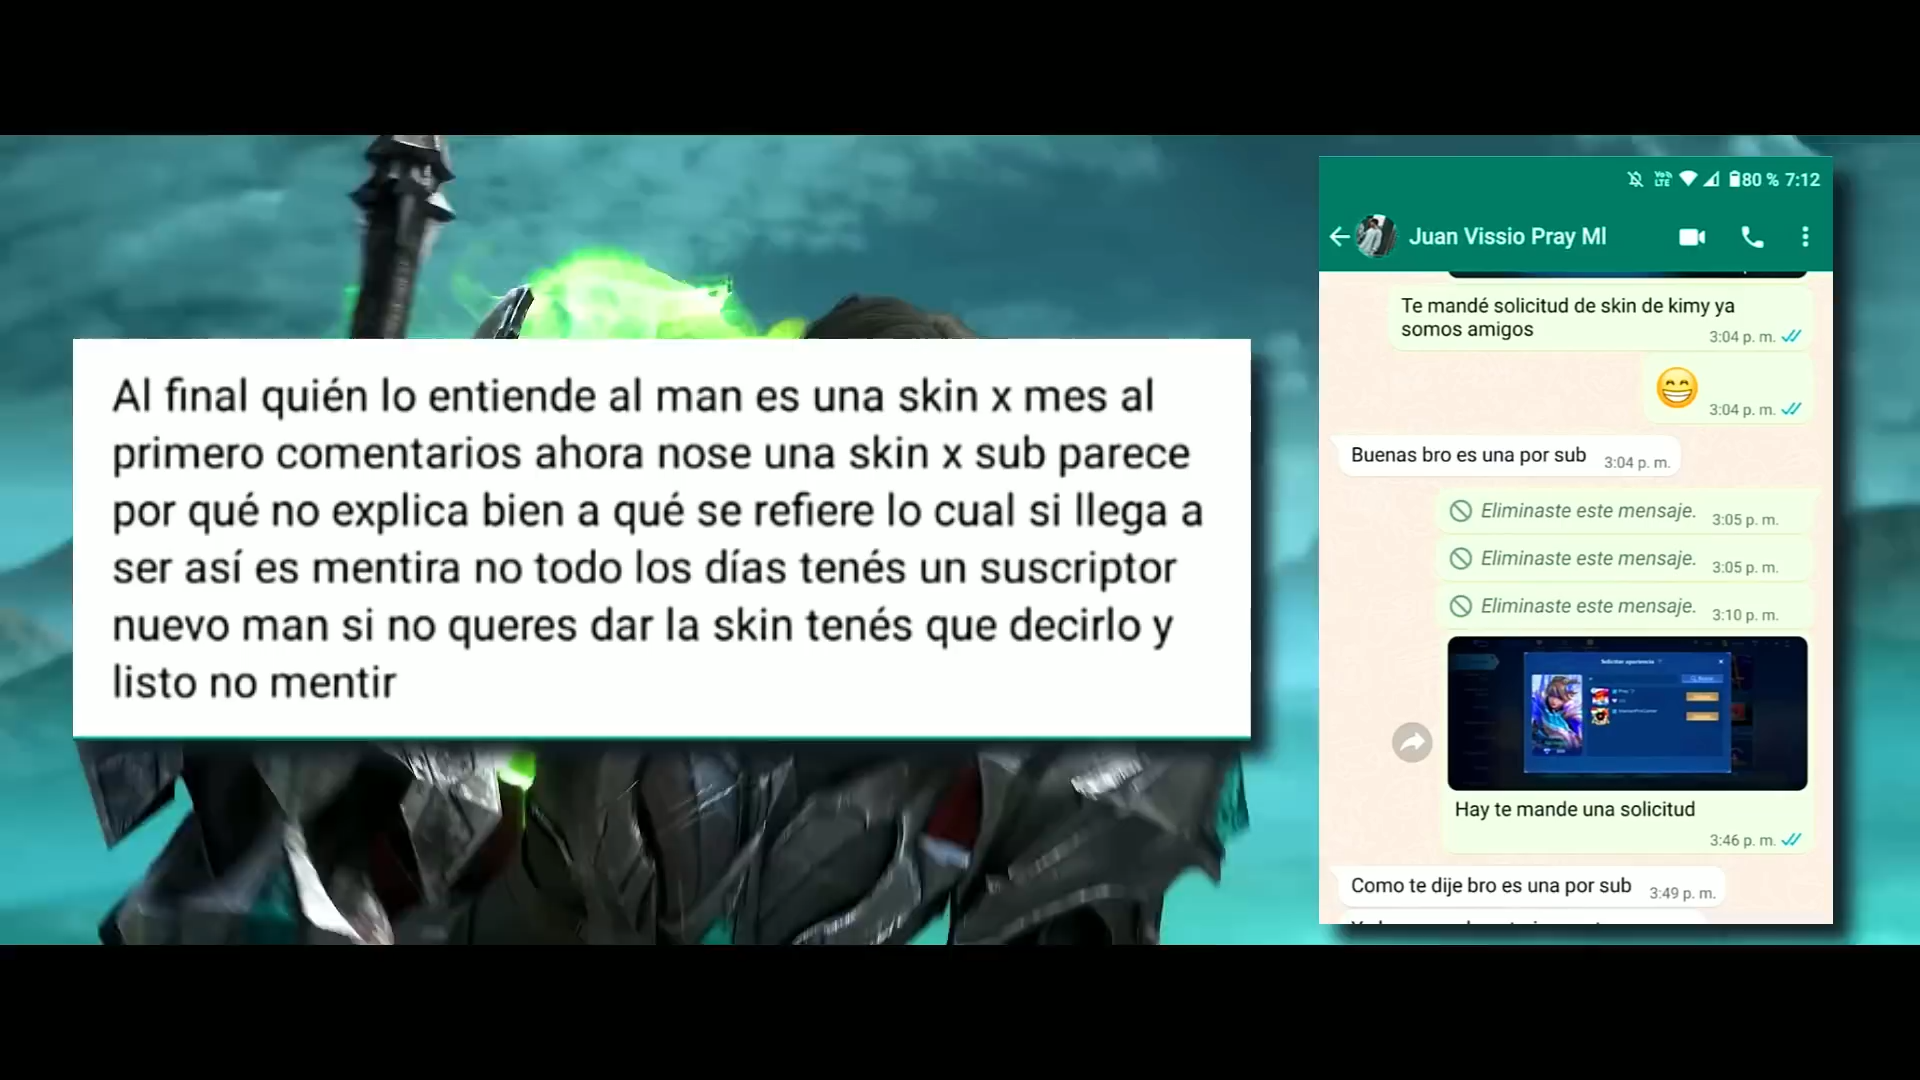 Al final quién lo entiende al man es una skin x mes al
primero comentarios ahora nose una skin x sub parece
por qué no explica bien a qué se refiere lo cual si llega a
ser así es mentira no todo los días tenés un suscriptor
nuevo man si no queres dar la skin tenés que decirlo y
listo no mentir
80 % 7:12
Juan Vissio Pray Ml
Te mandé solicitud de skin de kimy ya
somos amigos
3:04 p. m.
3:04 p. m.
Buenas bro es una por sub 3:04 p. m.
Eliminaste este mensaje. 3:05 p. m.
Eliminaste este mensaje. 3:05 p. m.
Eliminaste este mensaje. 3:10 p. m.
Solicitar apariencia
Hay te mande una solicitud
3:46 p. m.
Como te dije bro es una por sub 3:49 p. m.